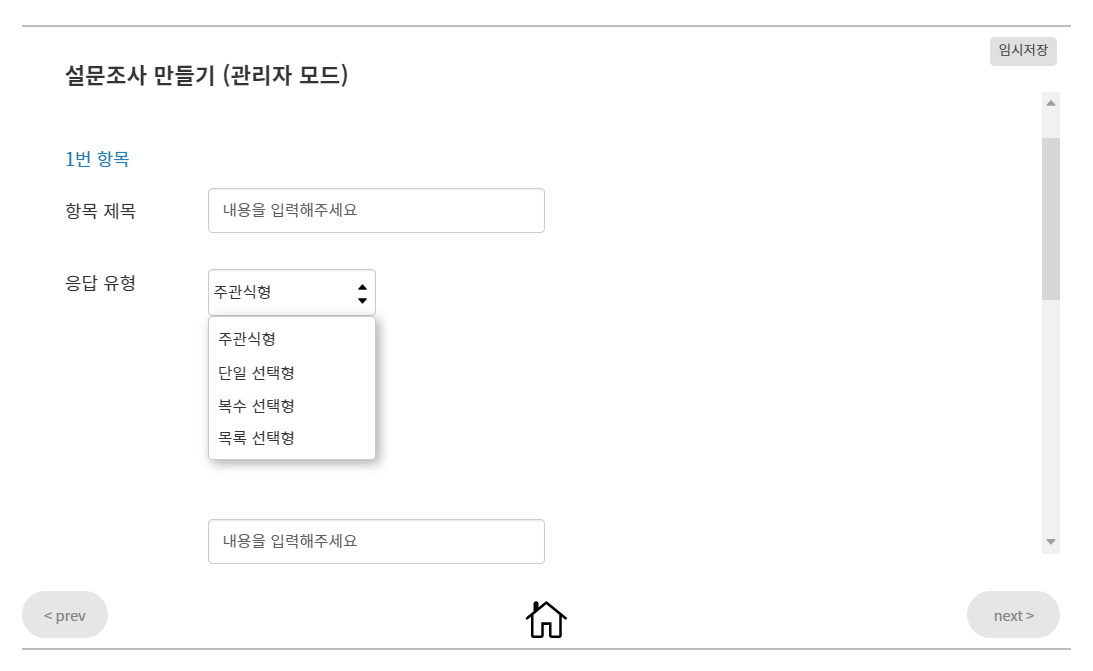 임시저장
설문조사 만들기 (관리자 모드)
1번 항목
항목 제목
내용을 입력해주세요
응답 유형
주관식형
주관식형
단일 선택형
복수 선택형
목록 선택형
내용을 입력해주세요
< prev
next >